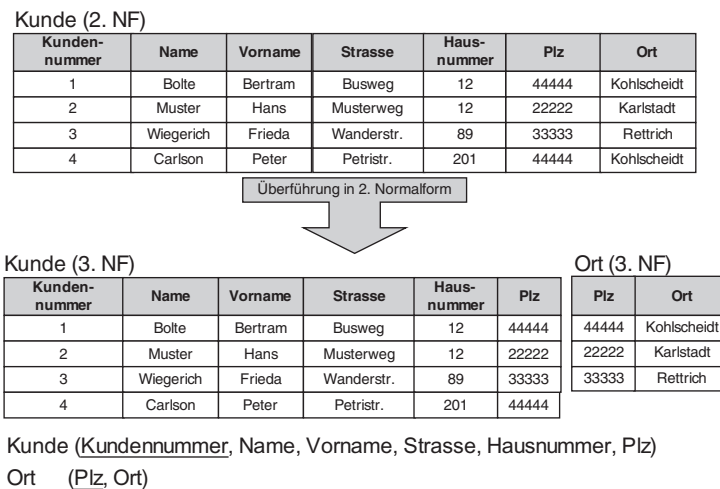 Kunde (2. NF)
Kunden-nummer Name Vorname Strasse Haus-nummer Plz Ort
1 Bolte Bertram Busweg 12 44444 Kohlscheidt
2 Muster Hans Musterweg 12 22222 Karlstadt
3 Wiegerich Frieda Wanderstr. 89 33333 Rettrich
4 Carlson Peter Petristr. 201 44444 Kohlscheidt
Überführung in 2. Normalform
Kunde (3. NF)
Kunden-nummer Name Vorname Strasse Haus-nummer Plz
1 Bolte Bertram Busweg 12 44444
2 Muster Hans Musterweg 12 22222
3 Wiegerich Frieda Wanderstr. 89 33333
4 Carlson Peter Petristr. 201 44444
Ort (3. NF)
Plz Ort
44444 Kohlscheidt
22222 Karlstadt
33333 Rettrich
Kunde (Kundennummer, Name, Vorname, Strasse, Hausnummer, Plz)
Ort (Plz, Ort)